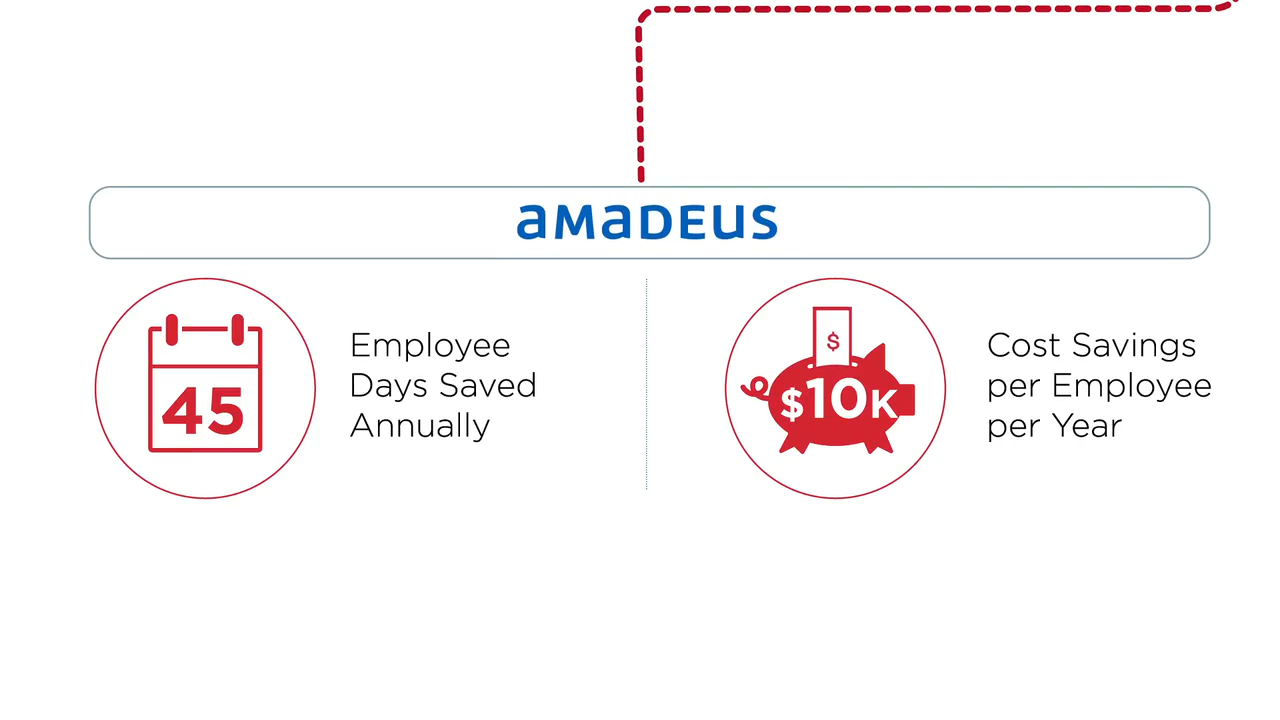 amadeus
45
Employee
Days Saved
Annually
$
$10K
Cost Savings
per Employee
per Year